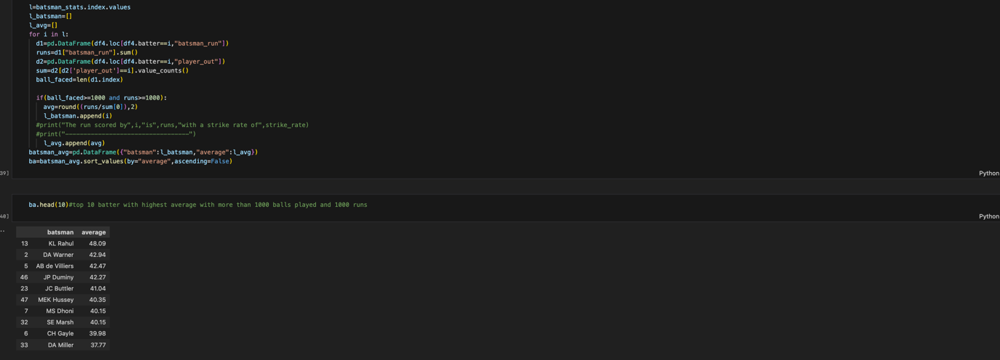 l=batsman_stats.index.values
l_batsman=[]
l_avg=[]
for i in l:
d1=pd.DataFrame(df4.loc[df4.batter==i,"batsman_run"])
runs=d1["batsman_run"].sum()
d2=pd.DataFrame(df4.loc[df4.batter==i,"player_out"])
sum=d2[d2['player_out']==i].value_counts()
ball_faced=len(d1.index)
if(ball_faced>=1000 and runs>=1000):
avg=round((runs/sum[0]),2)
l_batsman.append(i)
#print("The run scored by",i,"is",runs,"with a strike rate of",strike_rate)
#print("----------------------------------")
l_avg.append(avg)
batsman_avg=pd.DataFrame({"batsman":l_batsman,"average":l_avg})
ba=batsman_avg.sort_values(by="average",ascending=False)
39] Python
ba.head(10)#top 10 batter with highest average with more than 1000 balls played and 1000 runs
40] Python
..
batsman average
13 KL Rahul 48.09
2 DA Warner 42.94
5 AB de Villiers 42.47
46 JP Duminy 42.27
23 JC Buttler 41.04
47 MEK Hussey 40.35
7 MS Dhoni 40.15
32 SE Marsh 40.15
6 CH Gayle 39.98
33 DA Miller 37.77